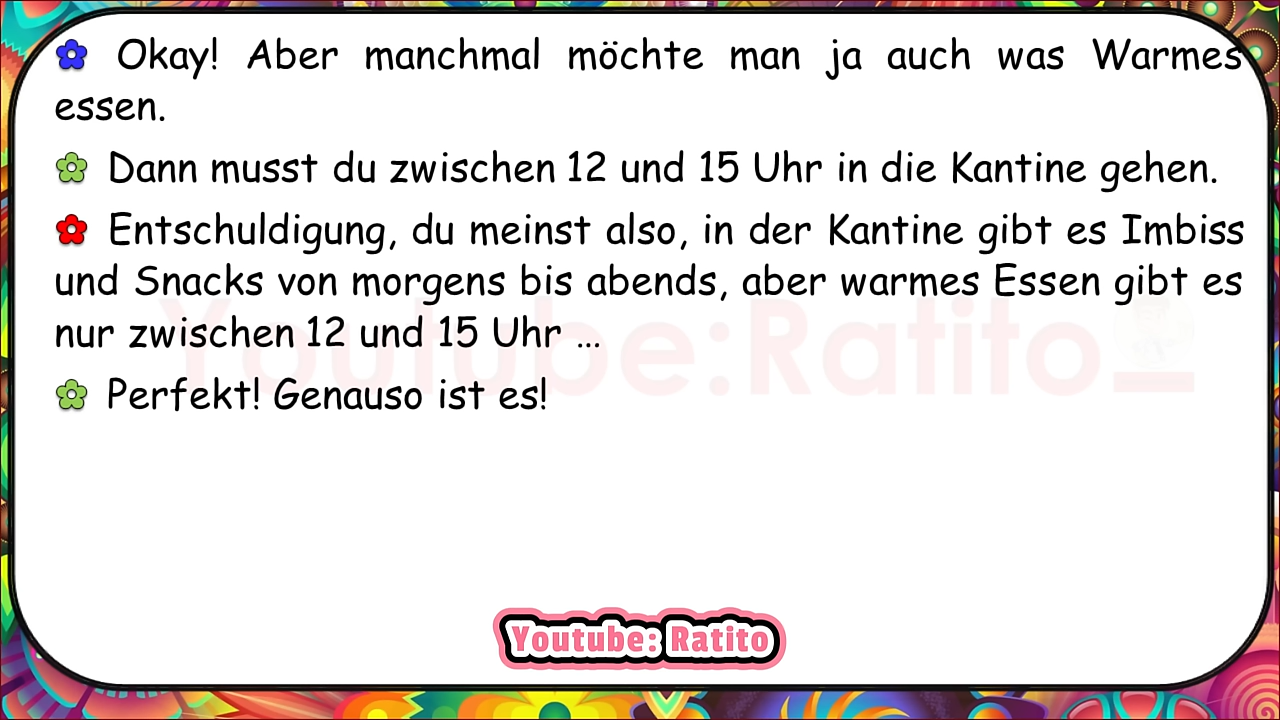 Okay! Aber manchmal möchte man ja auch was Warmes
essen.
Dann musst du zwischen 12 und 15 Uhr in die Kantine gehen.
Entschuldigung, du meinst also, in der Kantine gibt es Imbiss
und Snacks von morgens bis abends, aber warmes Essen gibt es
nur zwischen 12 und 15 Uhr ...
Youtube:Ratito
Perfekt! Genauso ist es!
Youtube: Ratito